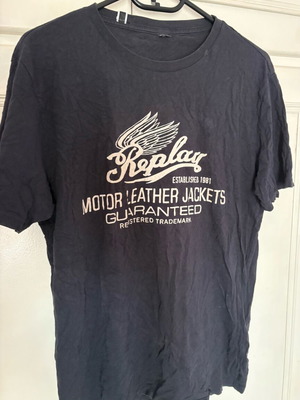 Replay
ESTABLISHED 1981
MOTOR LEATHER JACKETS
GUARANTEED
REGISTERED TRADEMARK